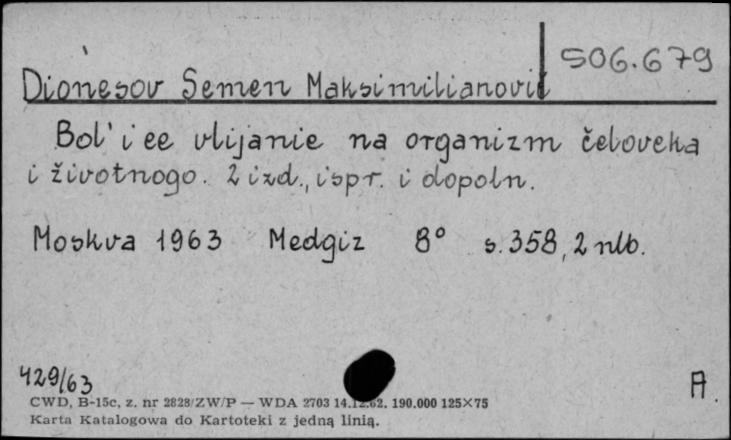 506.679
Dionesov Semen Maksimilianovič
Bol' i ee vlijanie na organizm čeloveka
i životnogo. 2 izd., ispr. i dopoln.
Moskva 1963 Medgiz 8° s. 358, 2 nlb.
429/63
A
CWD, B-15c, z. nr 2828/ZW/P — WDA 2703 14.12.62. 190.000 125×75
Karta Katalogowa do Kartoteki z jedną linią.